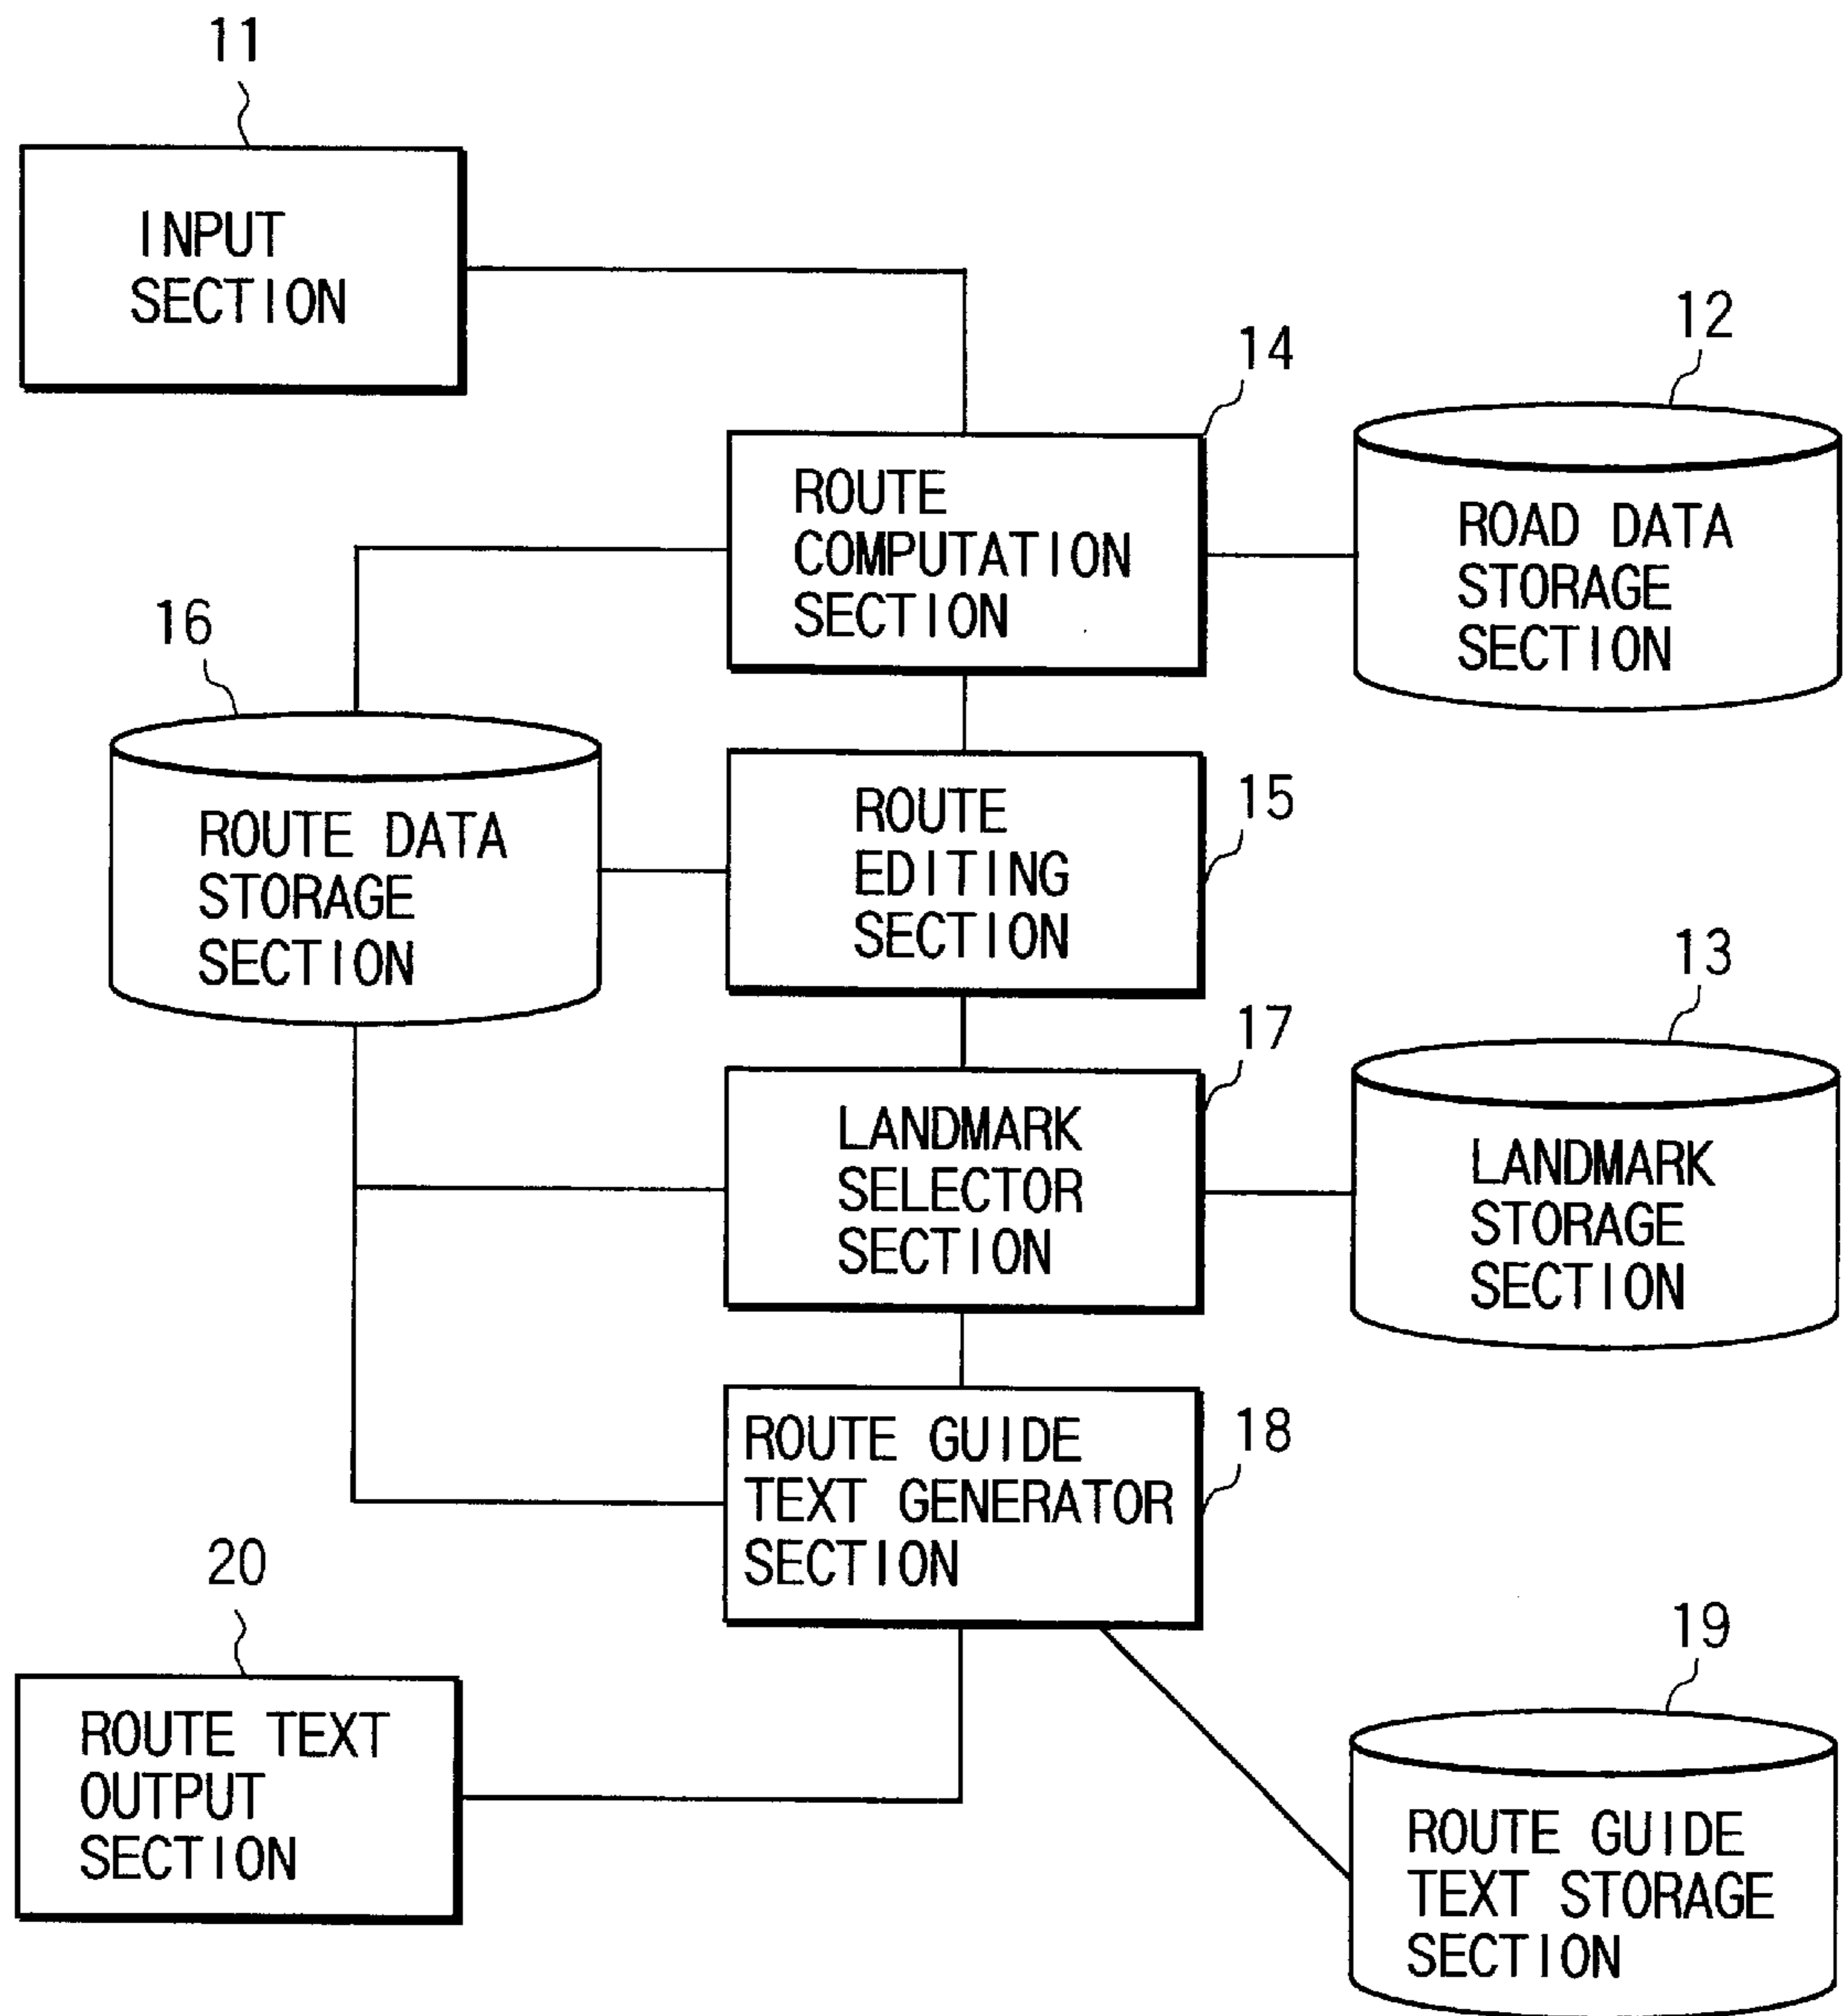 11
INPUT
SECTION
14
12
ROUTE
COMPUTATION
SECTION
ROAD DATA
STORAGE
SECTION
16
ROUTE DATA
STORAGE
SECTION
15
ROUTE
EDITING
SECTION
17
13
LANDMARK
SELECTOR
SECTION
LANDMARK
STORAGE
SECTION
18
ROUTE GUIDE
TEXT GENERATOR
SECTION
20
ROUTE TEXT
OUTPUT
SECTION
19
ROUTE GUIDE
TEXT STORAGE
SECTION